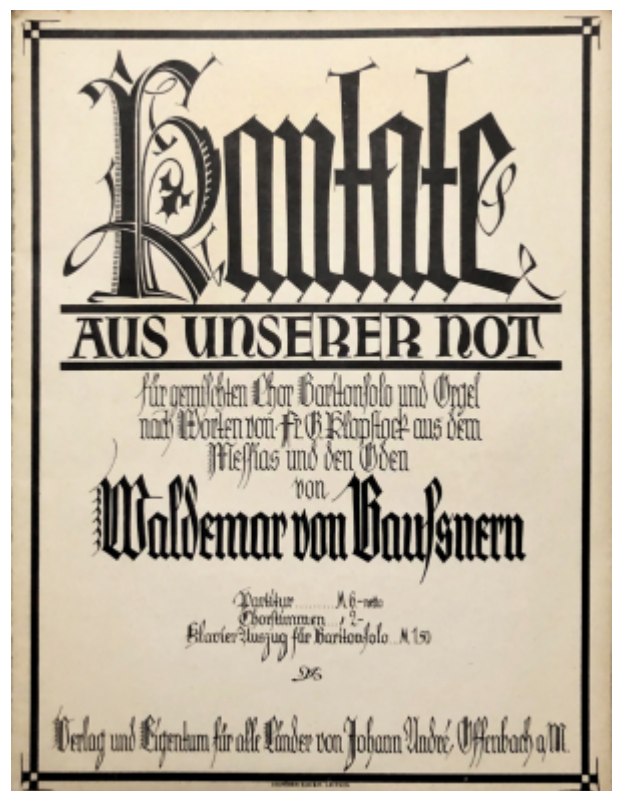 Kantate
AUS UNSERER NOT
für gemischten Chor Baritonsolo und Orgel
nach Worten von Fr. G. Klopstock aus dem
Messias und den Oden
von
Waldemar von Baußnern
Partitur ......... M. 6.- netto
Chorstimmen ... „ 2.-
Klavier Auszug für Baritonsolo... M. 1.50
Verlag und Eigentum für alle Länder von Johann André, Offenbach a/M.